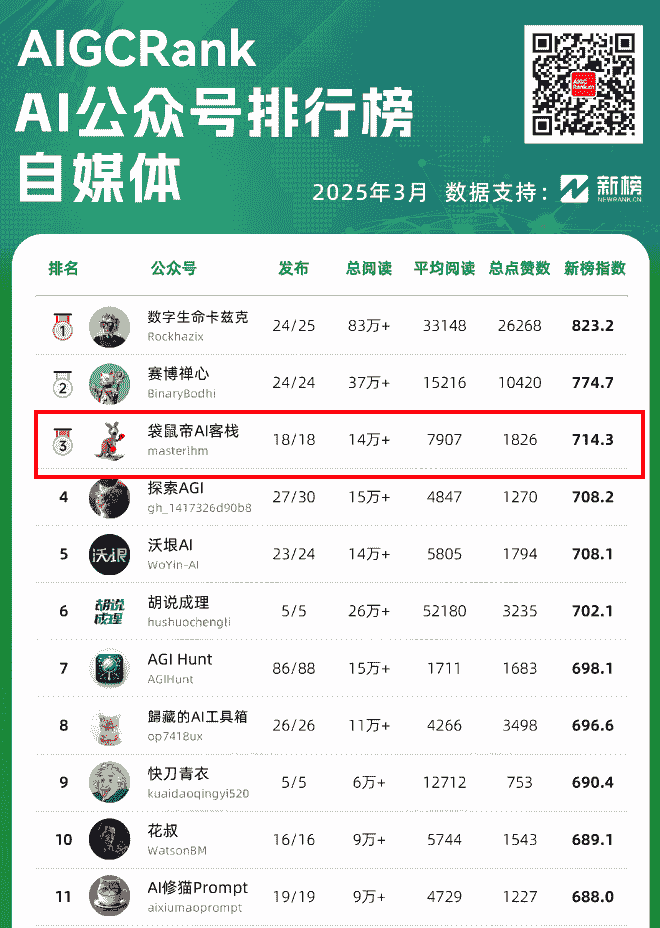 AIGCRank
AI公众号排行榜
自媒体
AIGC
Rank.cn
2025年3月 数据支持：新榜
NEWRANK.CN
排名 公众号 发布 总阅读 平均阅读 总点赞数 新榜指数
1 数字生命卡兹克 24/25 83万+ 33148 26268 823.2
Rockhazix
2 赛博禅心 24/24 37万+ 15216 10420 774.7
BinaryBodhi
3 袋鼠帝AI客栈 18/18 14万+ 7907 1826 714.3
masterihm
4 探索AGI 27/30 15万+ 4847 1270 708.2
gh_1417326d90b8
5 沃垠 沃垠AI 23/24 14万+ 5805 1794 708.1
WoYin-AI
6 胡说成理 胡说成理 5/5 26万+ 52180 3235 702.1
hushuochengli
7 AGI Hunt 86/88 15万+ 1711 1683 698.1
AGIHunt
8 歸藏的AI工具箱 26/26 11万+ 4266 3498 696.6
op7418ux
9 快刀青衣 5/5 6万+ 12712 753 690.4
kuaidaoqingyi520
10 花叔 16/16 9万+ 5744 1543 689.1
WatsonBM
11 AI修猫Prompt 19/19 9万+ 4729 1227 688.0
aixiumaoprompt